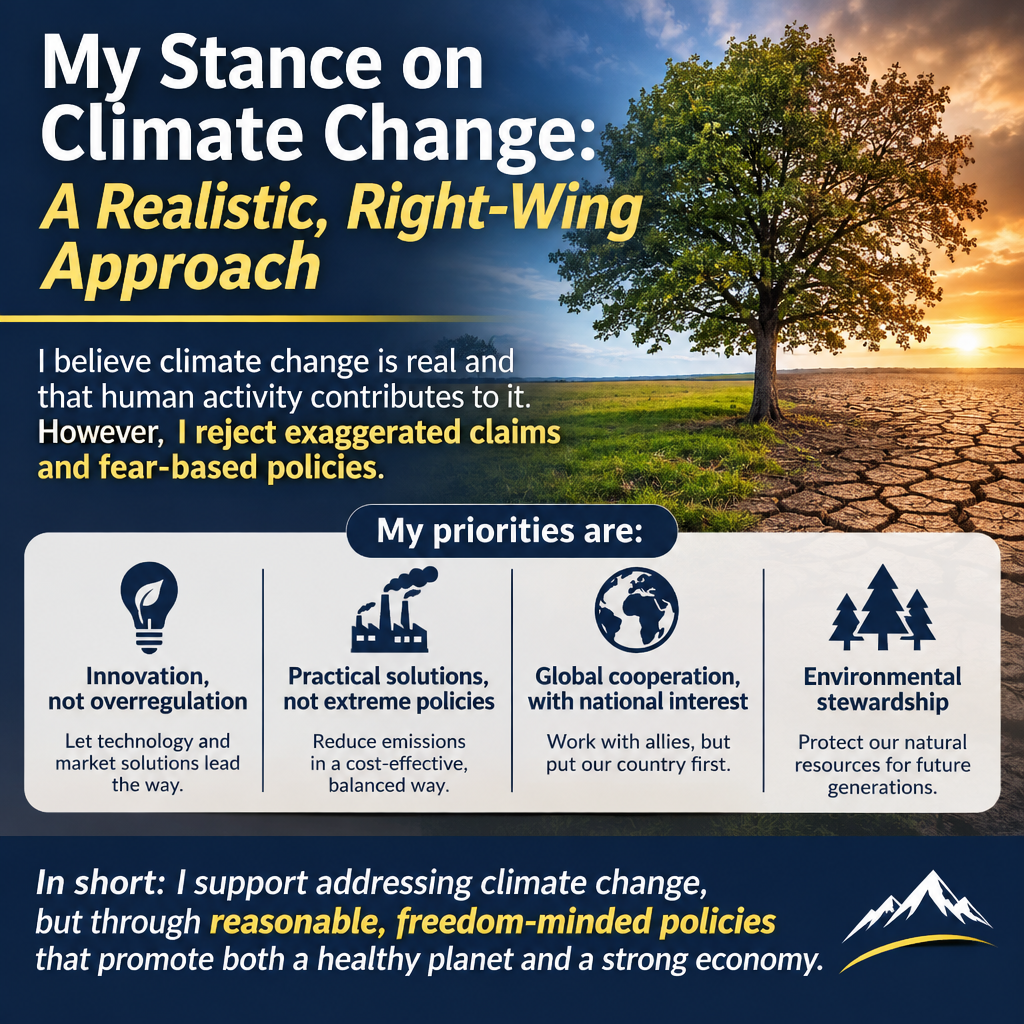 My Stance on
Climate Change:
A Realistic, Right-Wing
Approach
I believe climate change is real and
that human activity contributes to it.
However, I reject exaggerated claims
and fear-based policies.
My priorities are:
Innovation,
not overregulation
Let technology and
market solutions lead
the way.
Practical solutions,
not extreme policies
Reduce emissions
in a cost-effective,
balanced way.
Global cooperation,
with national interest
Work with allies, but
put our country first.
Environmental
stewardship
Protect our natural
resources for future
generations.
In short: I support addressing climate change,
but through reasonable, freedom-minded policies
that promote both a healthy planet and a strong economy.